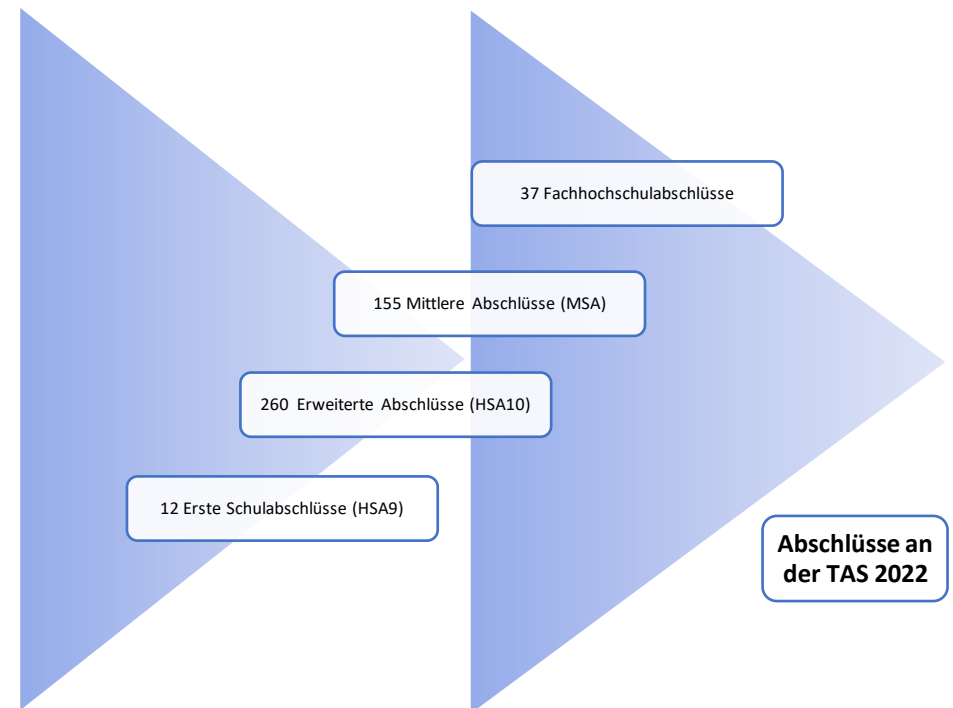 37 Fachhochschulabschlüsse
155 Mittlere Abschlüsse (MSA)
260 Erweiterte Abschlüsse (HSA10)
12 Erste Schulabschlüsse (HSA9)
Abschlüsse an
der TAS 2022